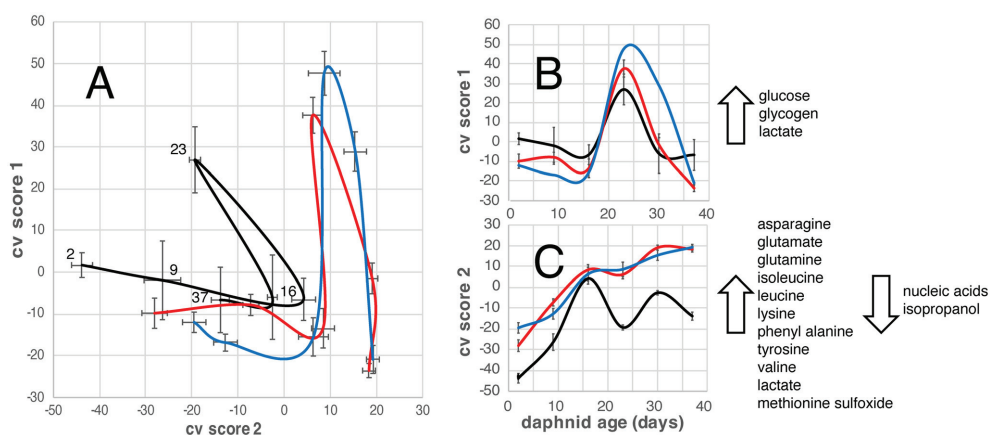 A
60
50
40
30
20
10
0
-10
-20
-30
cv score 1
-50 -40 -30 -20 -10 0 10 20 30
cv score 2
2
9
16
23
37
B
60
50
40
30
20
10
0
-10
-20
-30
cv score 1
0 10 20 30 40
glucose
glycogen
lactate
C
30
20
10
0
-10
-20
-30
-40
-50
cv score 2
0 10 20 30 40
daphnid age (days)
asparagine
glutamate
glutamine
isoleucine
leucine
lysine
phenyl alanine
tyrosine
valine
lactate
methionine sulfoxide
nucleic acids
isopropanol